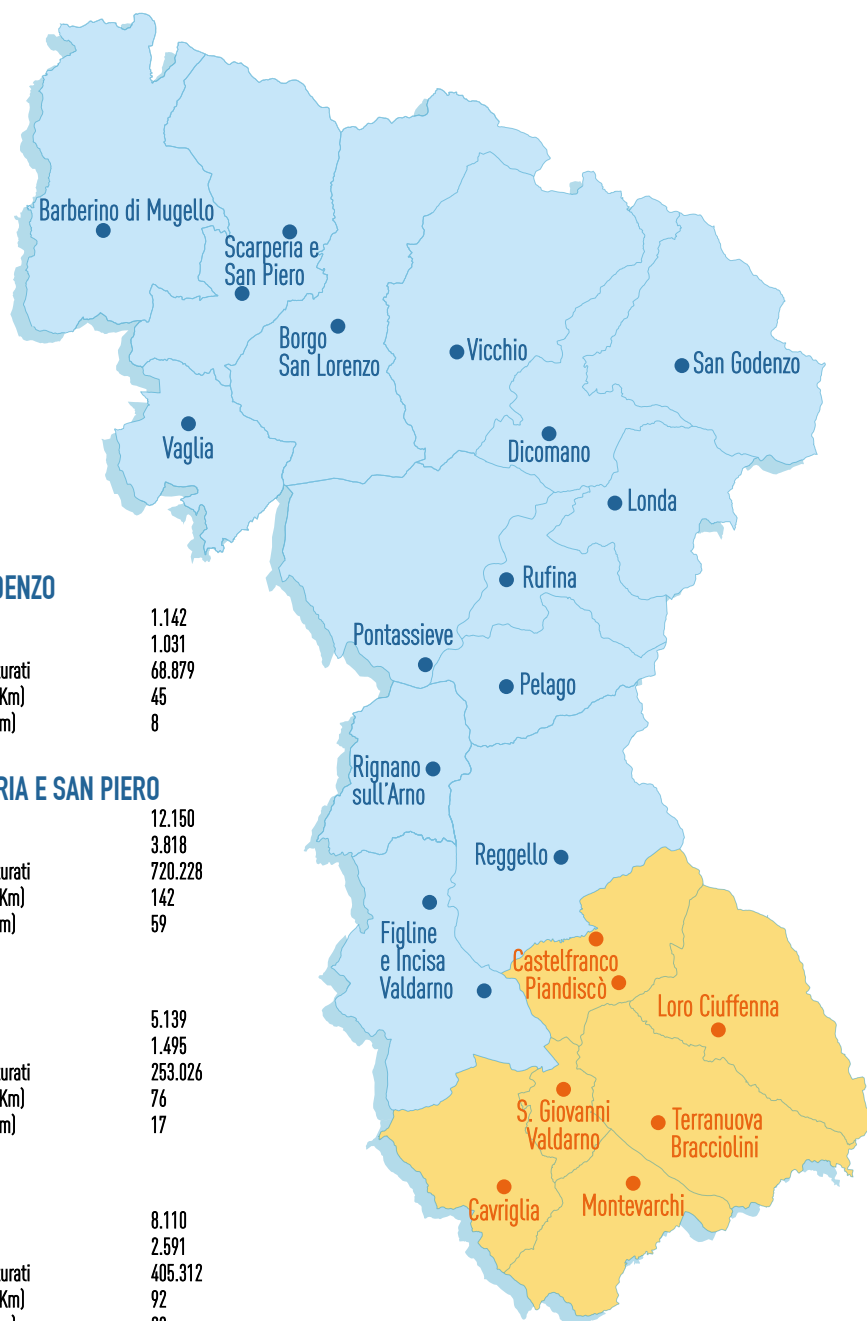 Barberino di Mugello
Scarperia e
San Piero
Borgo
San Lorenzo
Vicchio
San Godenzo
Vaglia
Dicomano
Londa
Rufina
Pontassieve
Pelago
Rignano
sull'Arno
Reggello
Figline
e Incisa
Valdarno
Castelfranco
Piandiscò
Loro Ciuffenna
S. Giovanni
Valdarno
Terranuova
Bracciolini
Cavriglia
Montevarchi
DENZO
1.142
1.031
urati 68.879
Km) 45
m) 8
RIA E SAN PIERO
12.150
3.818
urati 720.228
Km) 142
m) 59
5.139
1.495
urati 253.026
Km) 76
m) 17
8.110
2.591
urati 405.312
Km) 92